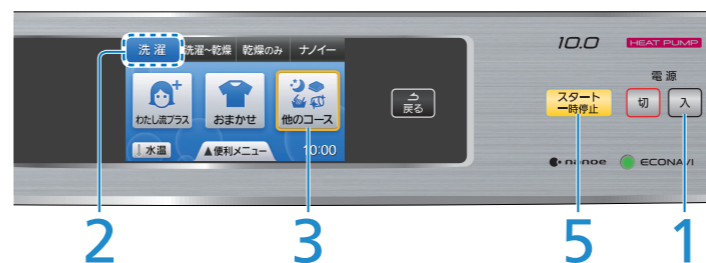 洗濯 洗濯~乾燥 乾燥のみ ナノイー
わたし流プラス おまかせ 他のコース
水温 ▲便利メニュー 10:00
戻る
10.0 HEAT PUMP
電源
スタート
一時停止
切 入
nanoe ECONAVI
2 3 5 1